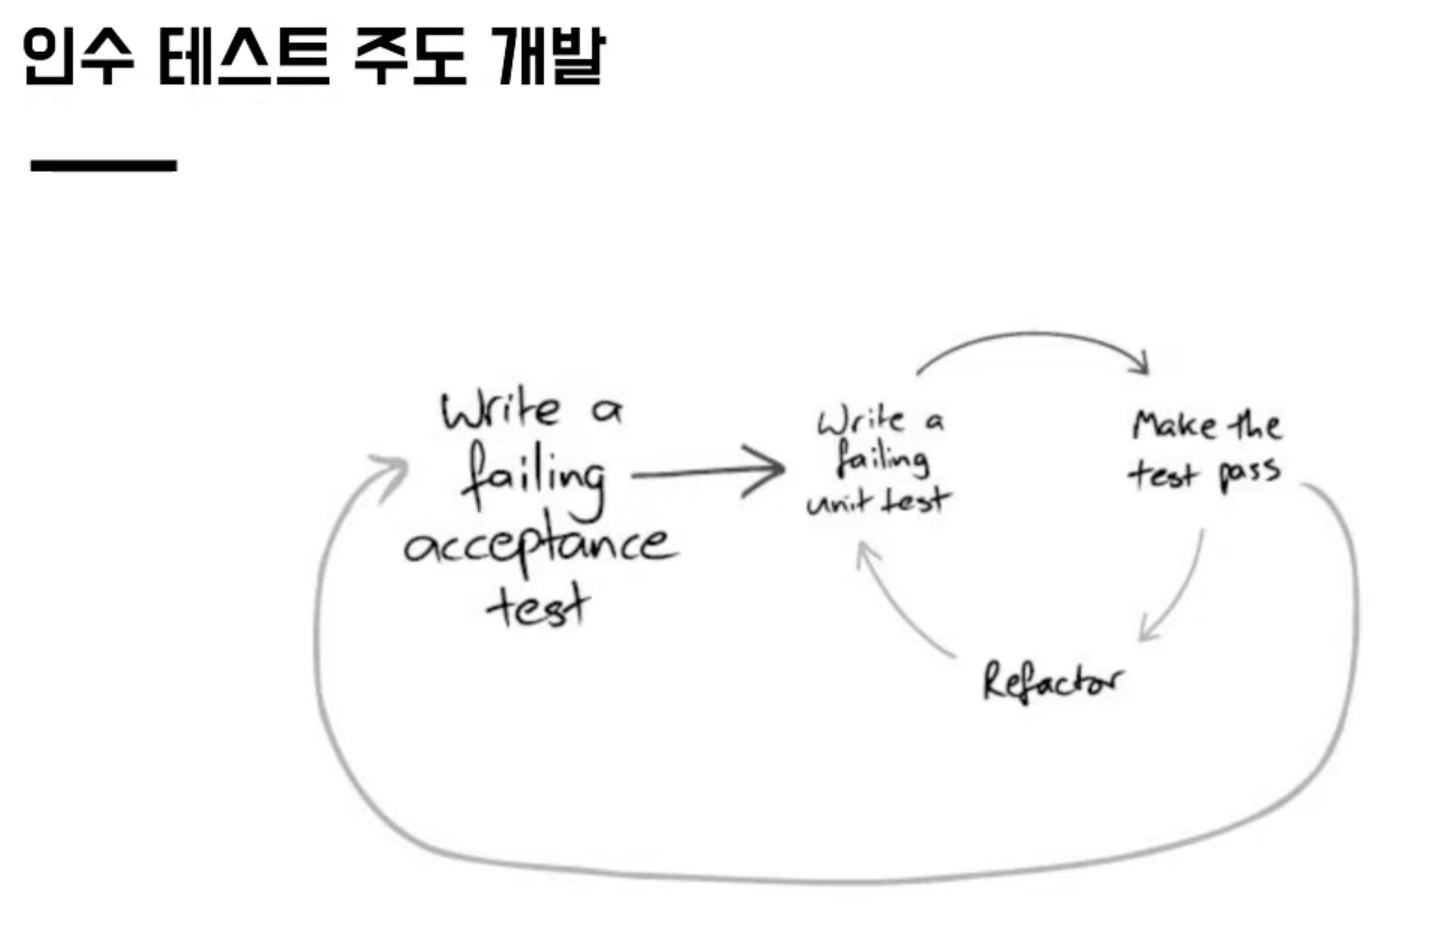 인수 테스트 주도 개발
Write a
failing
acceptance
test
Write a
failing
unit test
Make the
test pass
Refactor